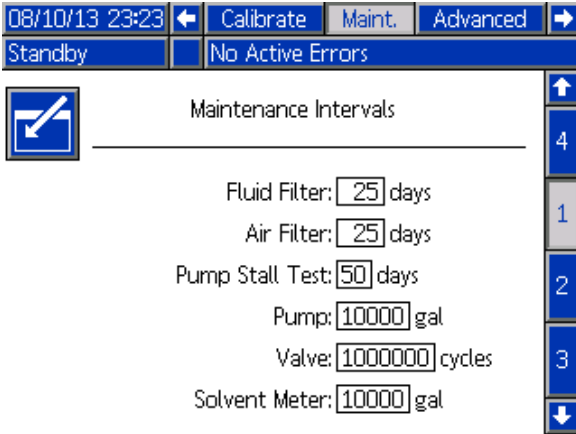 08/10/13 23:23 Calibrate Maint. Advanced
Standby No Active Errors
Maintenance Intervals
4
1
2
3
Fluid Filter: 25 days
Air Filter: 25 days
Pump Stall Test: 50 days
Pump: 10000 gal
Valve: 1000000 cycles
Solvent Meter: 10000 gal